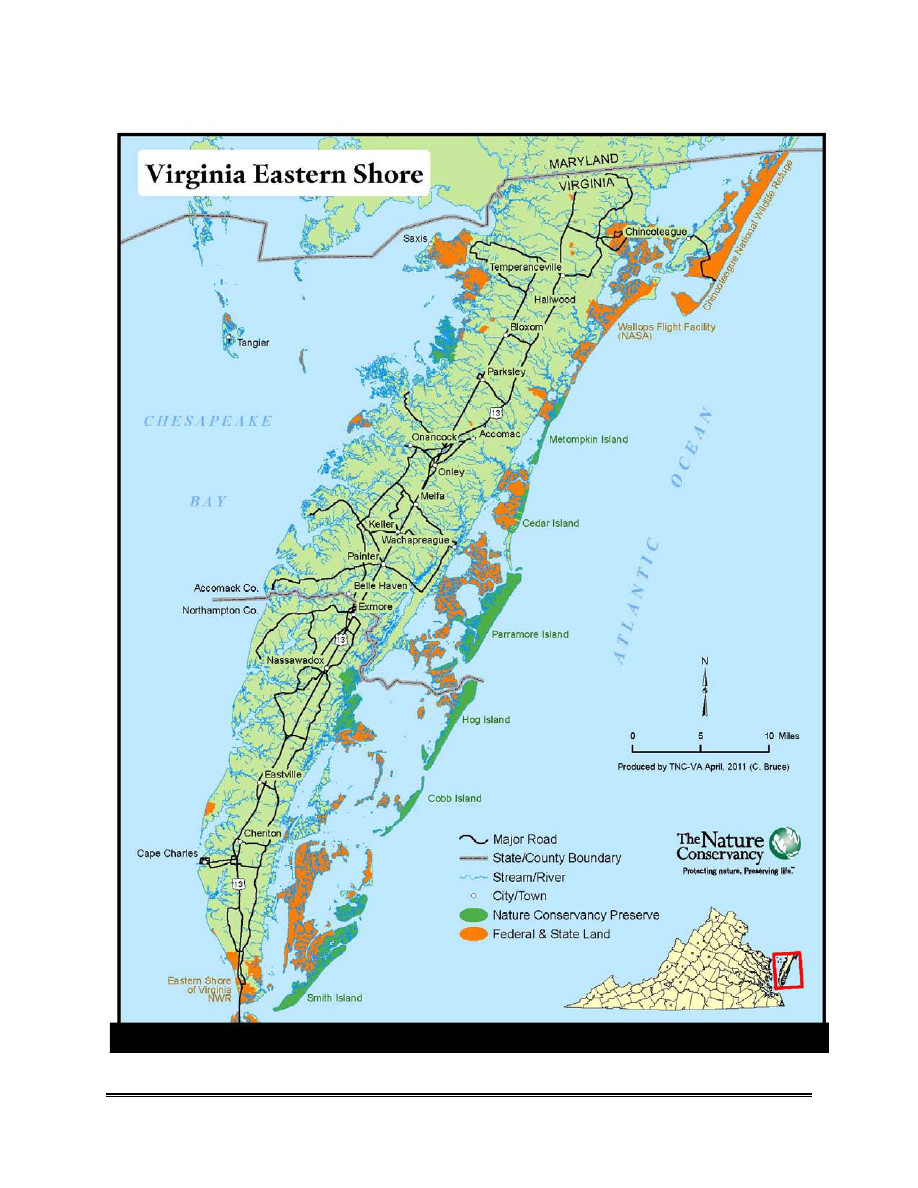 Virginia Eastern Shore
MARYLAND
VIRGINIA
Saxis
Chincoteague
Chincoteague National Wildlife Refuge
Temperanceville
Hallwood
Wallops Flight Facility
(NASA)
Bloxom
Tangier
Parksley
13
CHESAPEAKE
BAY
Onancock
Accomac
Metompkin Island
ATLANTIC OCEAN
Onley
Melfa
Keller
Cedar Island
Wachapreague
Painter
Accomack Co.
Belle Haven
Northampton Co.
Exmore
13
Parramore Island
Nassawadox
N
Hog Island
0 5 10 Miles
Produced by TNC-VA April, 2011 (C. Bruce)
Eastville
Cobb Island
Cheriton
Cape Charles
13
Major Road
State/County Boundary
Stream/River
City/Town
Nature Conservancy Preserve
Federal & State Land
The Nature
Conservancy
Protecting nature. Preserving life.™
Eastern Shore
of Virginia
NWR
Smith Island